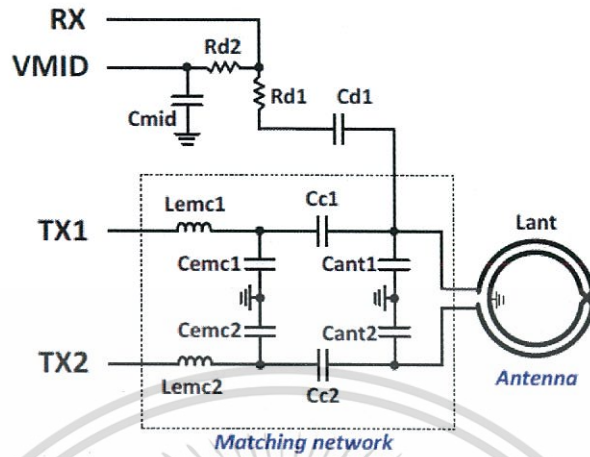 RX
Rd2
VMID
Rd1
Cd1
Cmid
Lemc1
Cc1
Lant
TX1
Cemc1
Cant1
Cemc2
Cant2
TX2
Antenna
Lemc2
Cc2
Matching network